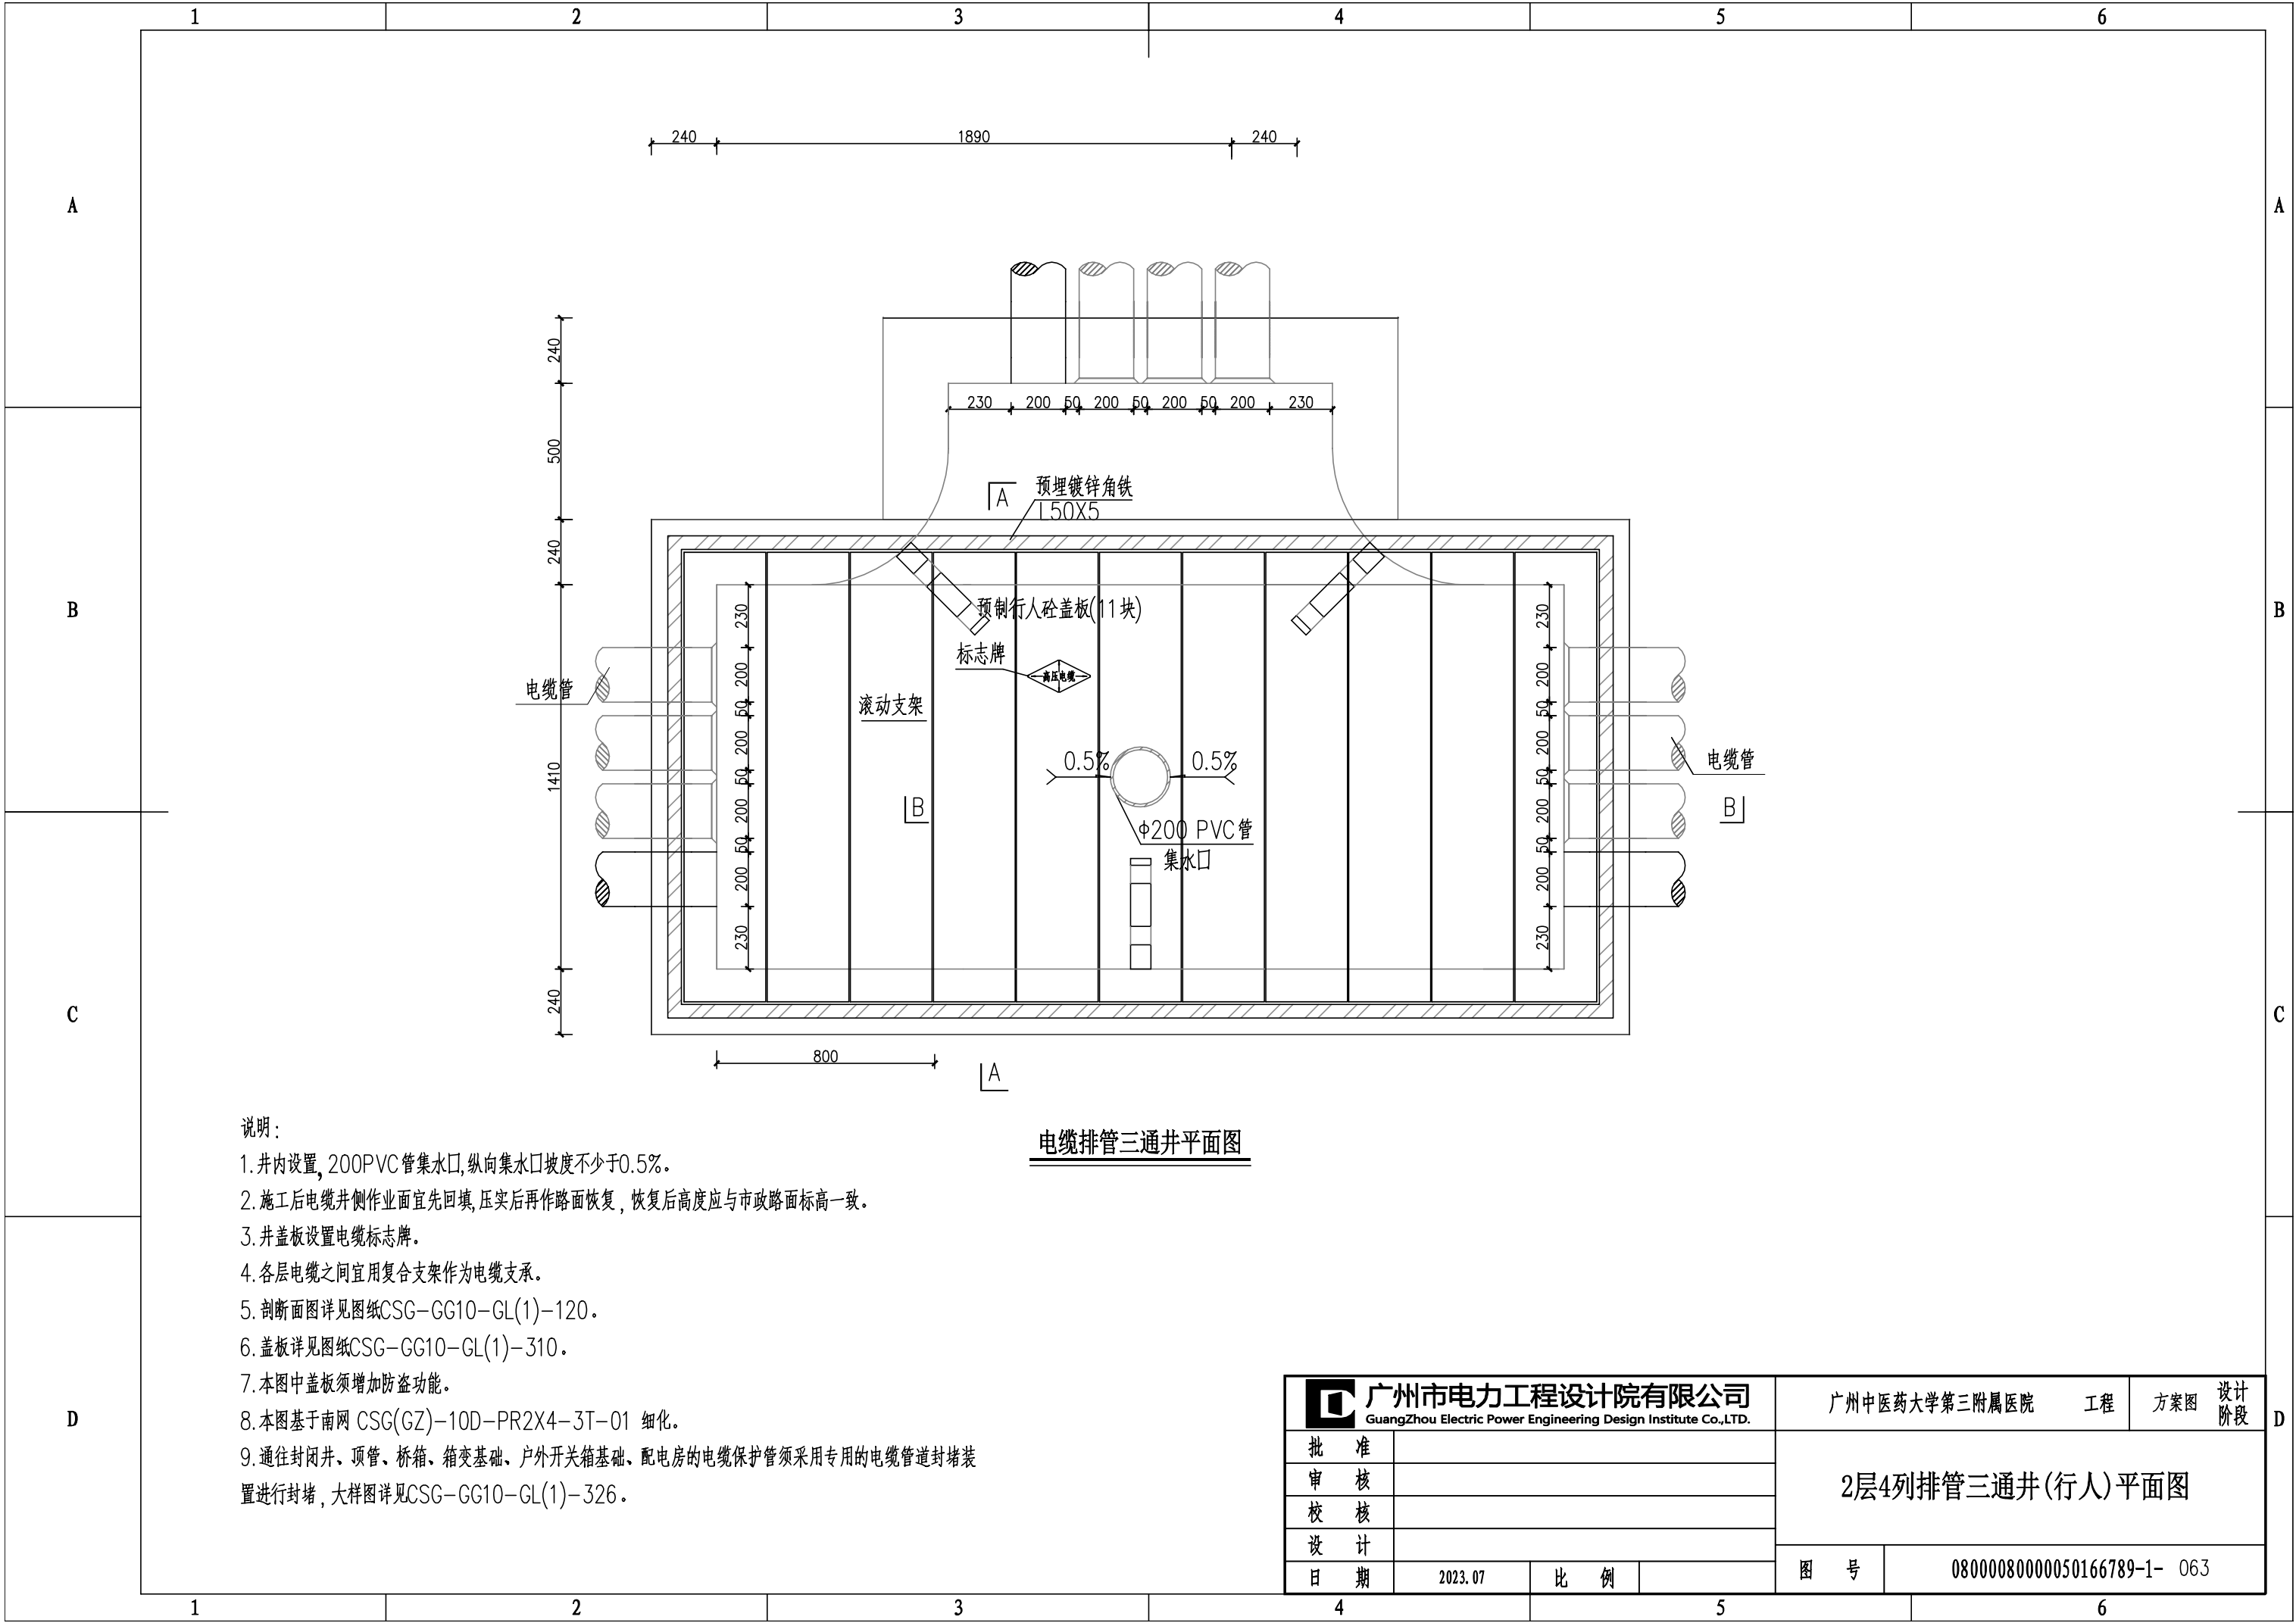 1 2 3 4 5 6
A A
B B
C C
D D
240 1890 240
240
500
240
1410
240
230 200 50 200 50 200 50 200 230
A
预埋镀锌角铁
L50X5
预制行人砼盖板(11块)
标志牌
高压电缆
滚动支架
电缆管
电缆管
230
200
50
200
50
200
50
200
230
230
200
50
200
50
200
50
200
230
0.5% 0.5%
B B
Φ200 PVC管
集水口
800
A
电缆排管三通井平面图
说明:
1.井内设置,200PVC管集水口,纵向集水口坡度不少于0.5%。
2.施工后电缆井侧作业面宜先回填,压实后再作路面恢复,恢复后高度应与市政路面标高一致。
3.井盖板设置电缆标志牌。
4.各层电缆之间宜用复合支架作为电缆支承。
5.剖断面图详见图纸CSG-GG10-GL(1)-120。
6.盖板详见图纸CSG-GG10-GL(1)-310。
7.本图中盖板须增加防盗功能。
8.本图基于南网 CSG(GZ)-10D-PR2X4-3T-01 细化。
9.通往封闭井、顶管、桥箱、箱变基础、户外开关箱基础、配电房的电缆保护管须采用专用的电缆管道封堵装
置进行封堵,大样图详见CSG-GG10-GL(1)-326。
广州市电力工程设计院有限公司
GuangZhou Electric Power Engineering Design Institute Co.,LTD.
广州中医药大学第三附属医院 工程 方案图 设计
阶段
批 准
审 核
校 核
设 计
日 期 2023.07 比 例
2层4列排管三通井(行人)平面图
图 号 08000080000050166789-1- 063
1 2 3 4 5 6